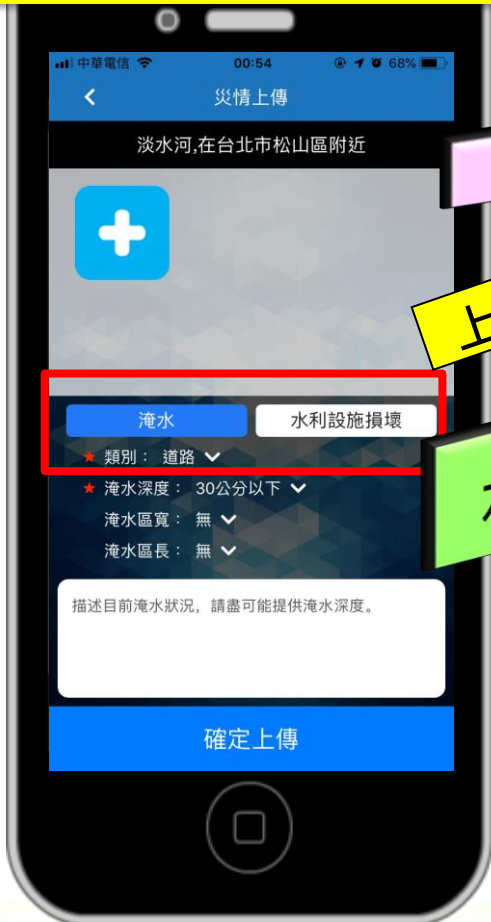 中華電信 00:54 68%
災情上傳
淡水河,在台北市松山區附近
上
淹水 水利設施損壞
★ 類別： 道路
★ 淹水深度： 30公分以下
淹水區寬： 無
淹水區長： 無
描述目前淹水狀況，請盡可能提供淹水深度。
確定上傳